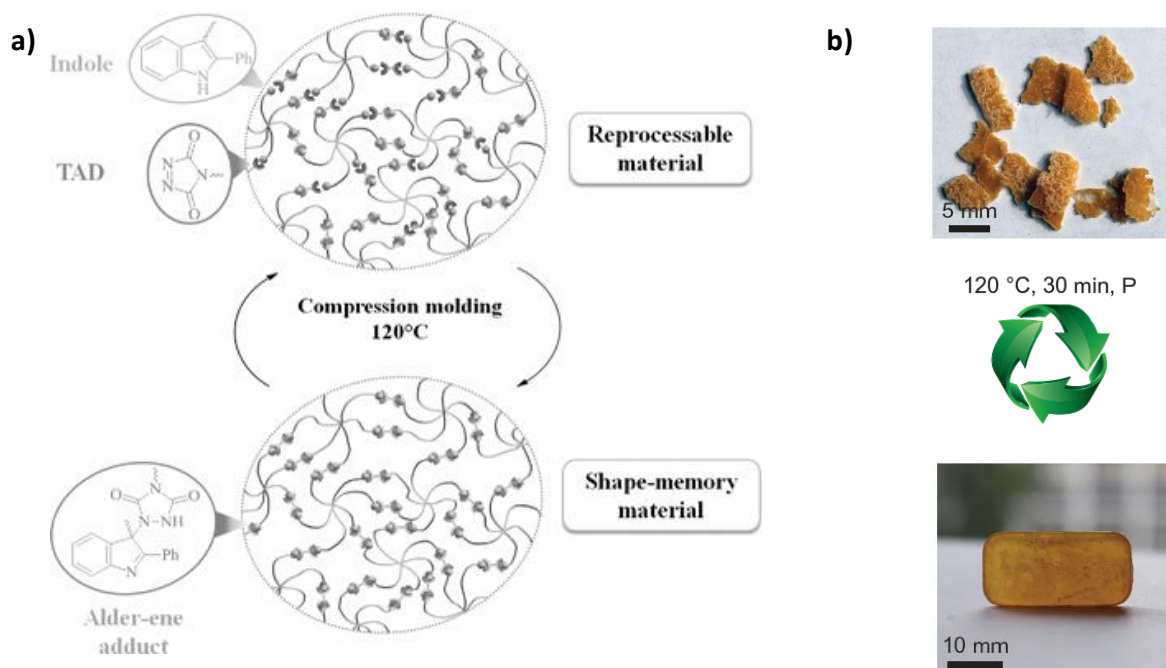 a)
Indole
Ph
N
H
TAD
O
N
N
N
O
Reprocessable
material
Compression molding
120°C
O
N
O
N-NH
Ph
N
Alder-ene
adduct
Shape-memory
material
b)
5 mm
120 °C, 30 min, P
10 mm